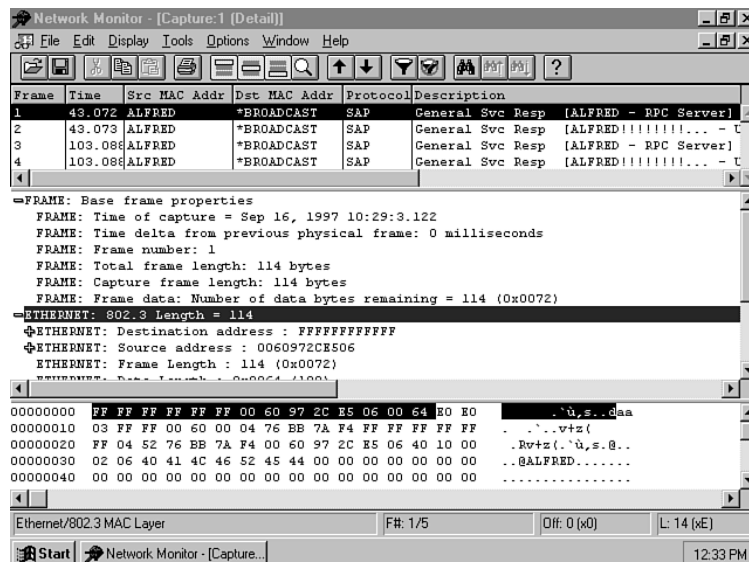 Network Monitor - [Capture:1 (Detail)]
File Edit Display Tools Options Window Help
Frame Time Src MAC Addr Dst MAC Addr Protocol Description
1 43.072 ALFRED *BROADCAST SAP General Svc Resp [ALFRED - RPC Server]
2 43.073 ALFRED *BROADCAST SAP General Svc Resp [ALFRED!!!!!!!!... - U
3 103.088 ALFRED *BROADCAST SAP General Svc Resp [ALFRED - RPC Server]
4 103.088 ALFRED *BROADCAST SAP General Svc Resp [ALFRED!!!!!!!!... - U
FRAME: Base frame properties
FRAME: Time of capture = Sep 16, 1997 10:29:3.122
FRAME: Time delta from previous physical frame: 0 milliseconds
FRAME: Frame number: 1
FRAME: Total frame length: 114 bytes
FRAME: Capture frame length: 114 bytes
FRAME: Frame data: Number of data bytes remaining = 114 (0x0072)
ETHERNET: 802.3 Length = 114
ETHERNET: Destination address : FFFFFFFFFFFF
ETHERNET: Source address : 0060972CE506
ETHERNET: Frame Length : 114 (0x0072)
ETHERNET: Data Length : 0x0064 (100)
00000000 FF FF FF FF FF FF 00 60 97 2C E5 06 00 64 E0 E0 .`ù,s..daa
00000010 03 FF FF 00 60 00 04 76 BB 7A F4 FF FF FF FF FF . .`..v+z(
00000020 FF 04 52 76 BB 7A F4 00 60 97 2C E5 06 40 10 00 .Rv+z(.`ù,s.@..
00000030 02 06 40 41 4C 46 52 45 44 00 00 00 00 00 00 00 ..@ALFRED.......
00000040 00 00 00 00 00 00 00 00 00 00 00 00 00 00 00 00 ................
Ethernet/802.3 MAC Layer F#: 1/5 Off: 0 (x0) L: 14 (xE)
Start Network Monitor - [Capture... 12:33 PM